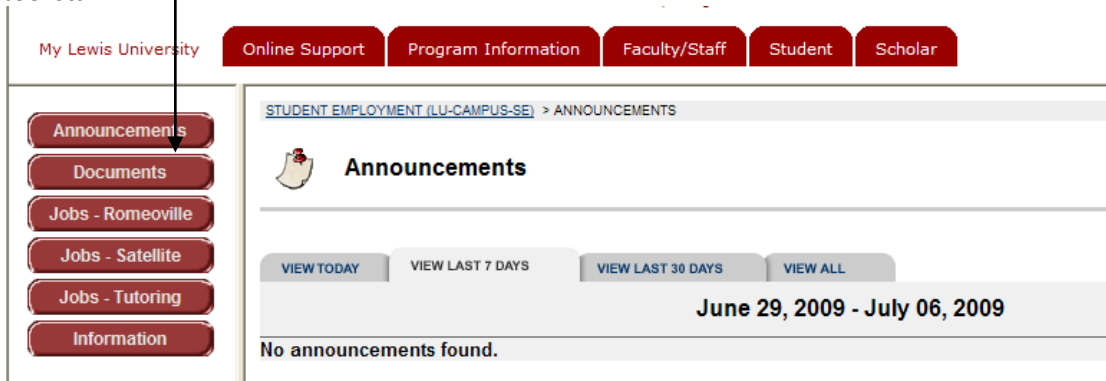 My Lewis University Online Support Program Information Faculty/Staff Student Scholar
Announcements
Documents
Jobs - Romeoville
Jobs - Satellite
Jobs - Tutoring
Information
STUDENT EMPLOYMENT (LU-CAMPUS-SE) > ANNOUNCEMENTS
Announcements
VIEW TODAY VIEW LAST 7 DAYS VIEW LAST 30 DAYS VIEW ALL
June 29, 2009 - July 06, 2009
No announcements found.